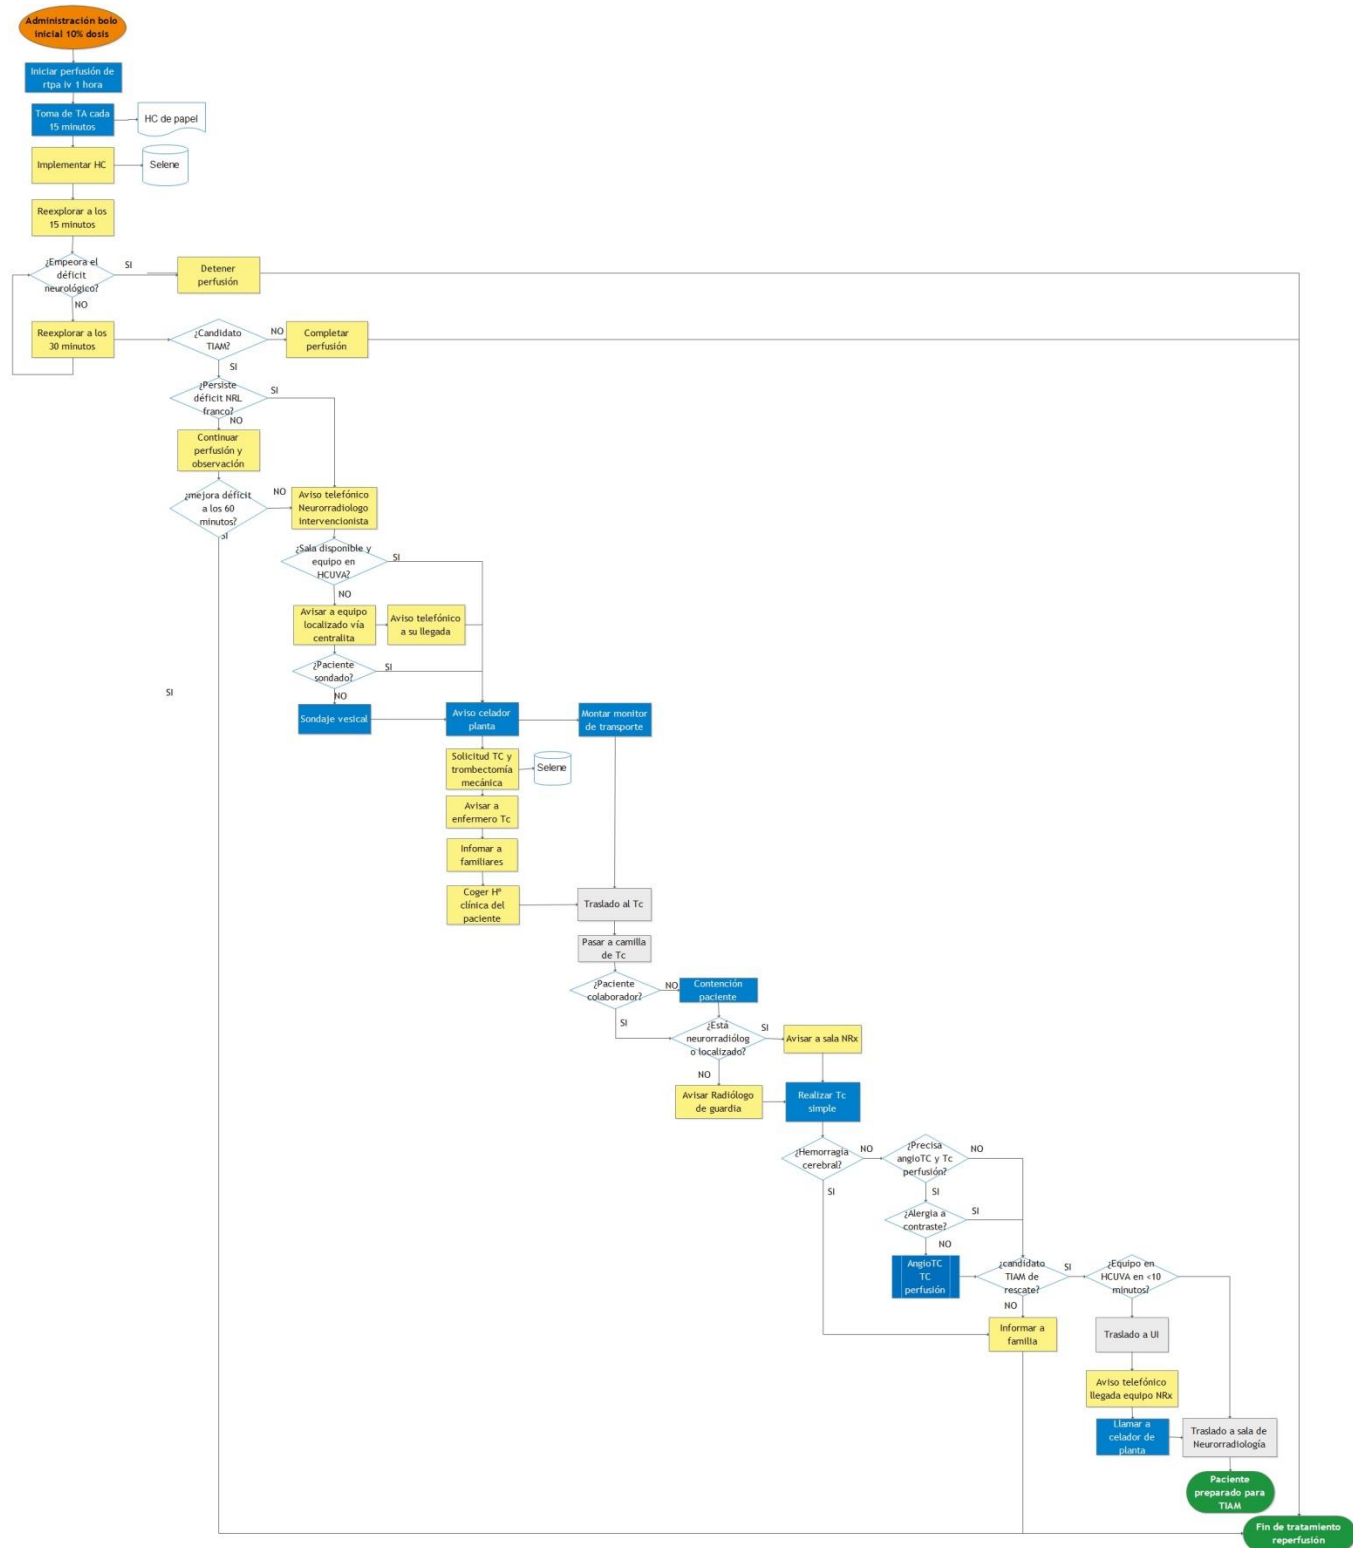 Administración bolo
inicial 10% dosis
Iniciar perfusión de
rtpa iv 1 hora
Toma de TA cada
15 minutos
HC de papel
Implementar HC
Selene
Reexplorar a los
15 minutos
¿Empeora el
déficit
neurológico?
SI
Detener
perfusión
NO
Reexplorar a los
30 minutos
¿Candidato
TIAM?
NO
Completar
perfusión
SI
¿Persiste
déficit NRL
franco?
SI
NO
Continuar
perfusión y
observación
¿mejora déficit
a los 60
minutos?
NO
SI
Aviso telefónico
Neurorradiologo
intervencionista
¿Sala disponible y
equipo en
HCUVA?
SI
NO
Avisar a equipo
localizado vía
centralita
Aviso telefónico
a su llegada
¿Paciente
sondado?
SI
NO
SI
Sondaje vesical
Aviso celador
planta
Montar monitor
de transporte
Solicitud TC y
trombectomía
mecánica
Selene
Avisar a
enfermero Tc
Infomar a
familiares
Coger Hª
clínica del
paciente
Traslado al Tc
Pasar a camilla
de Tc
¿Paciente
colaborador?
NO
Contención
paciente
SI
¿Está
neurorradiólog
o localizado?
SI
Avisar a sala NRx
NO
Avisar Radiólogo
de guardia
Realizar Tc
simple
¿Hemorragia
cerebral?
NO
SI
¿Precisa
angioTC y Tc
perfusión?
NO
SI
¿Alergia a
contraste?
SI
NO
AngioTC
TC
perfusión
¿candidato
TIAM de
rescate?
SI
NO
¿Equipo en
HCUVA en <10
minutos?
Informar a
familia
Traslado a UI
Aviso telefónico
llegada equipo NRx
Llamar a
celador de
planta
Traslado a sala de
Neurorradiología
Paciente
preparado para
TIAM
Fin de tratamiento
reperfusión